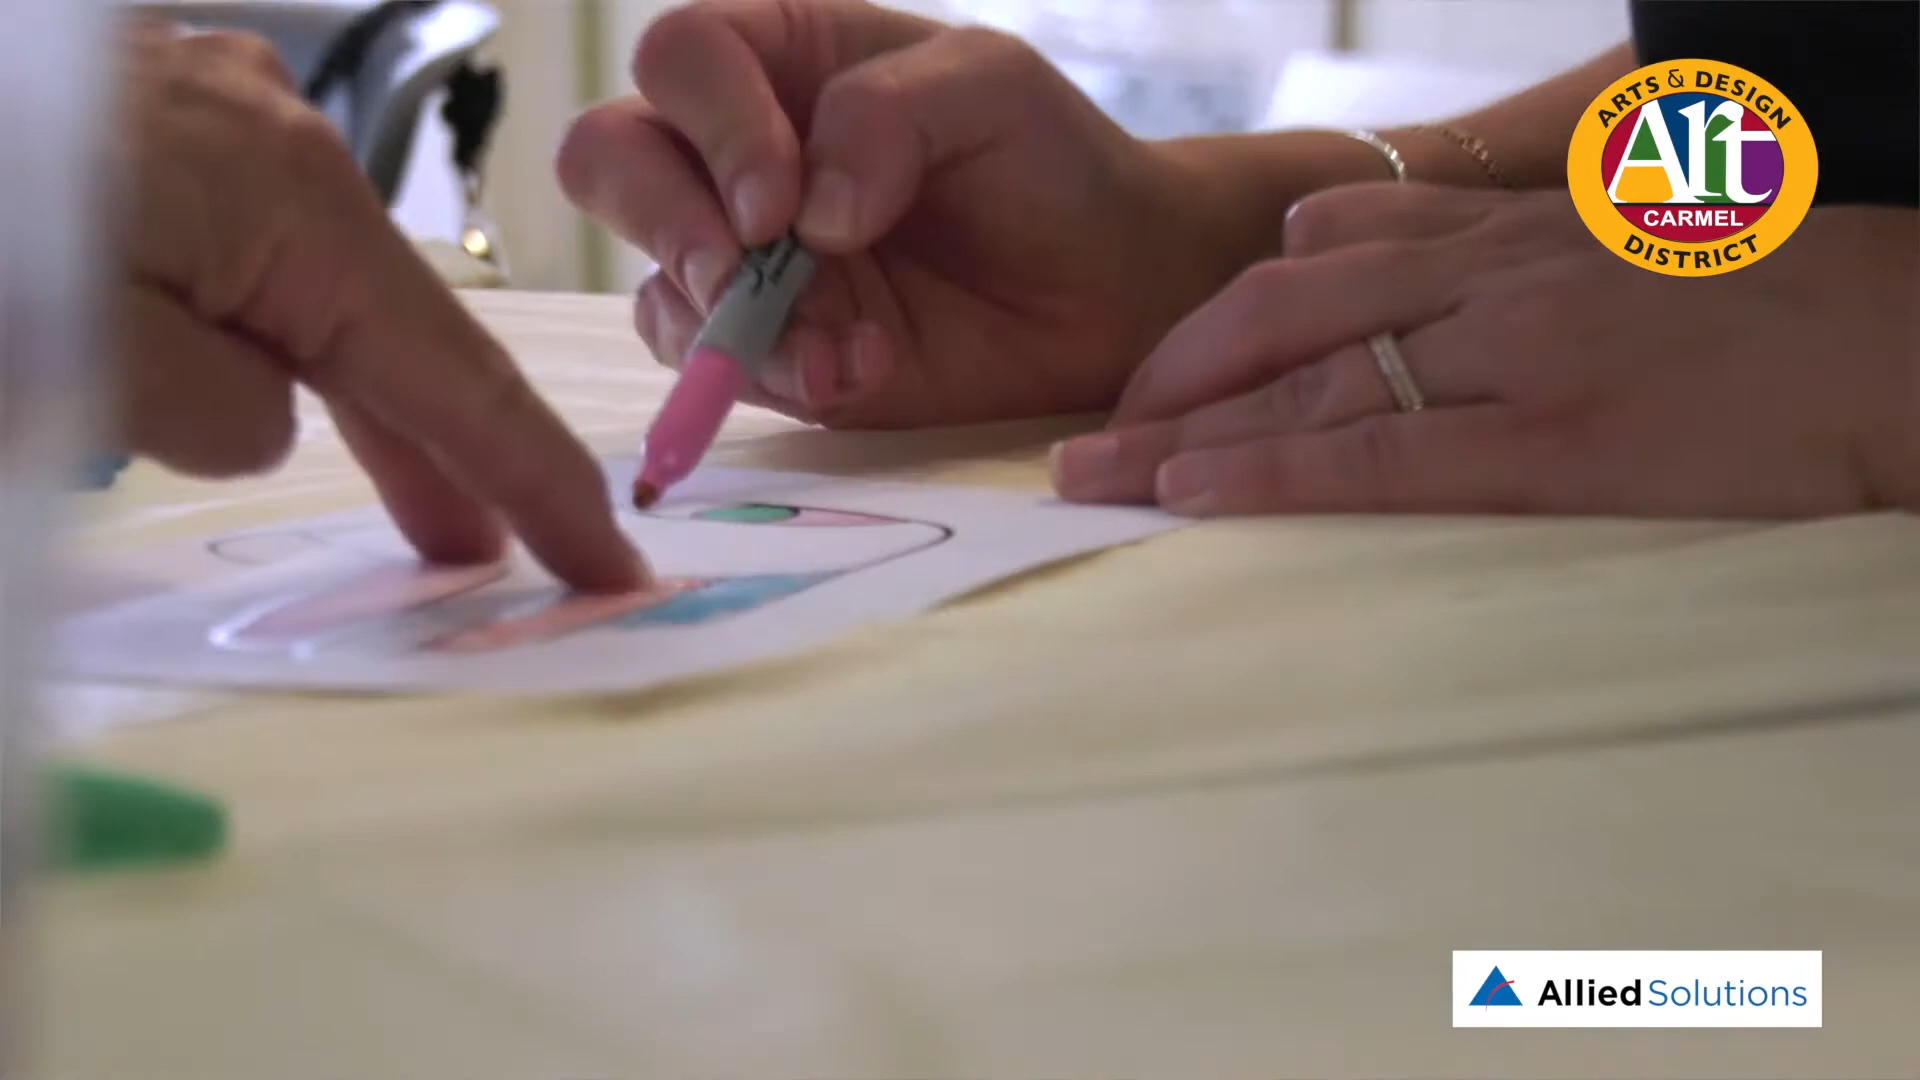 ARTS & DESIGN
Art
CARMEL
DISTRICT
Allied Solutions